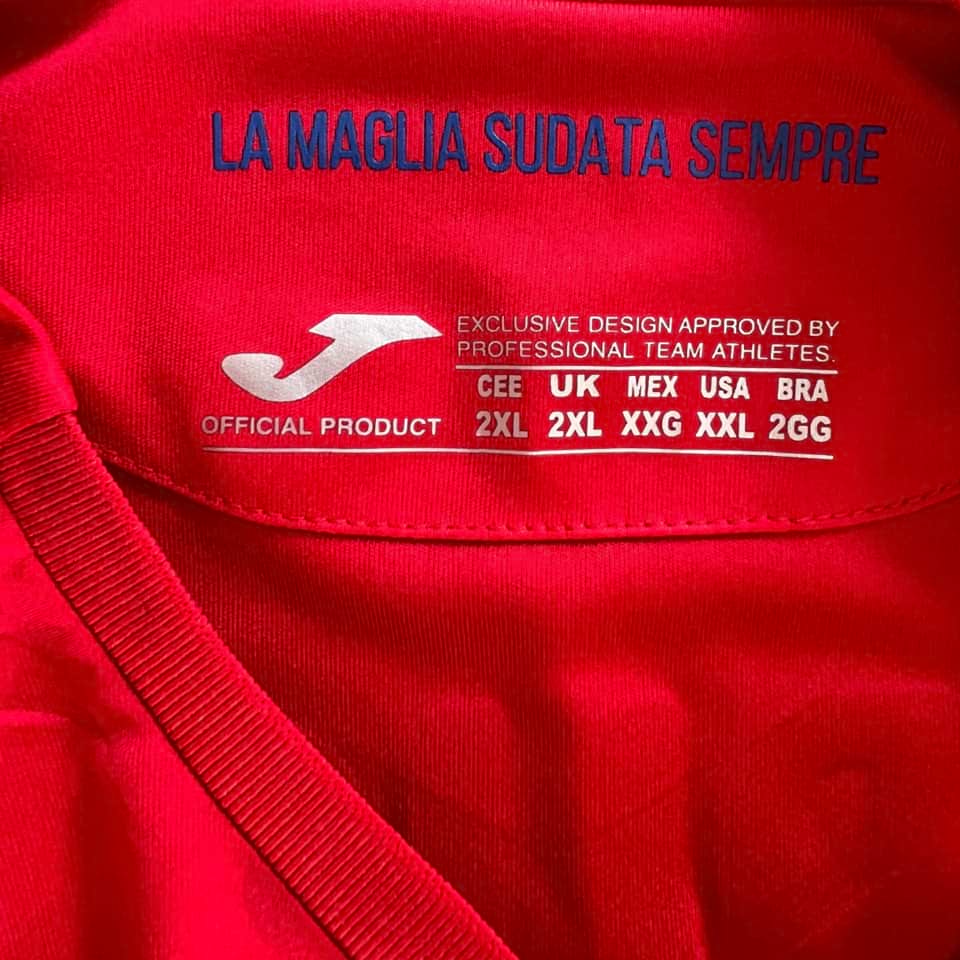 LA MAGLIA SUDATA SEMPRE
EXCLUSIVE DESIGN APPROVED BY
PROFESSIONAL TEAM ATHLETES.
CEE UK MEX USA BRA
OFFICIAL PRODUCT 2XL 2XL XXG XXL 2GG